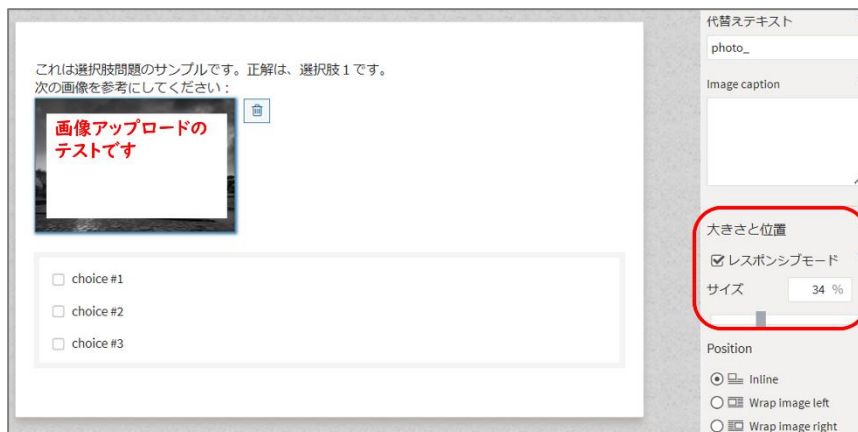 これは選択肢問題のサンプルです。正解は、選択肢１です。
次の画像を参考にしてください：
画像アップロードの
テストです
choice #1
choice #2
choice #3
代替えテキスト
photo_
Image caption
大きさと位置
レスポンシブモード
サイズ 34 %
Position
Inline
Wrap image left
Wrap image right